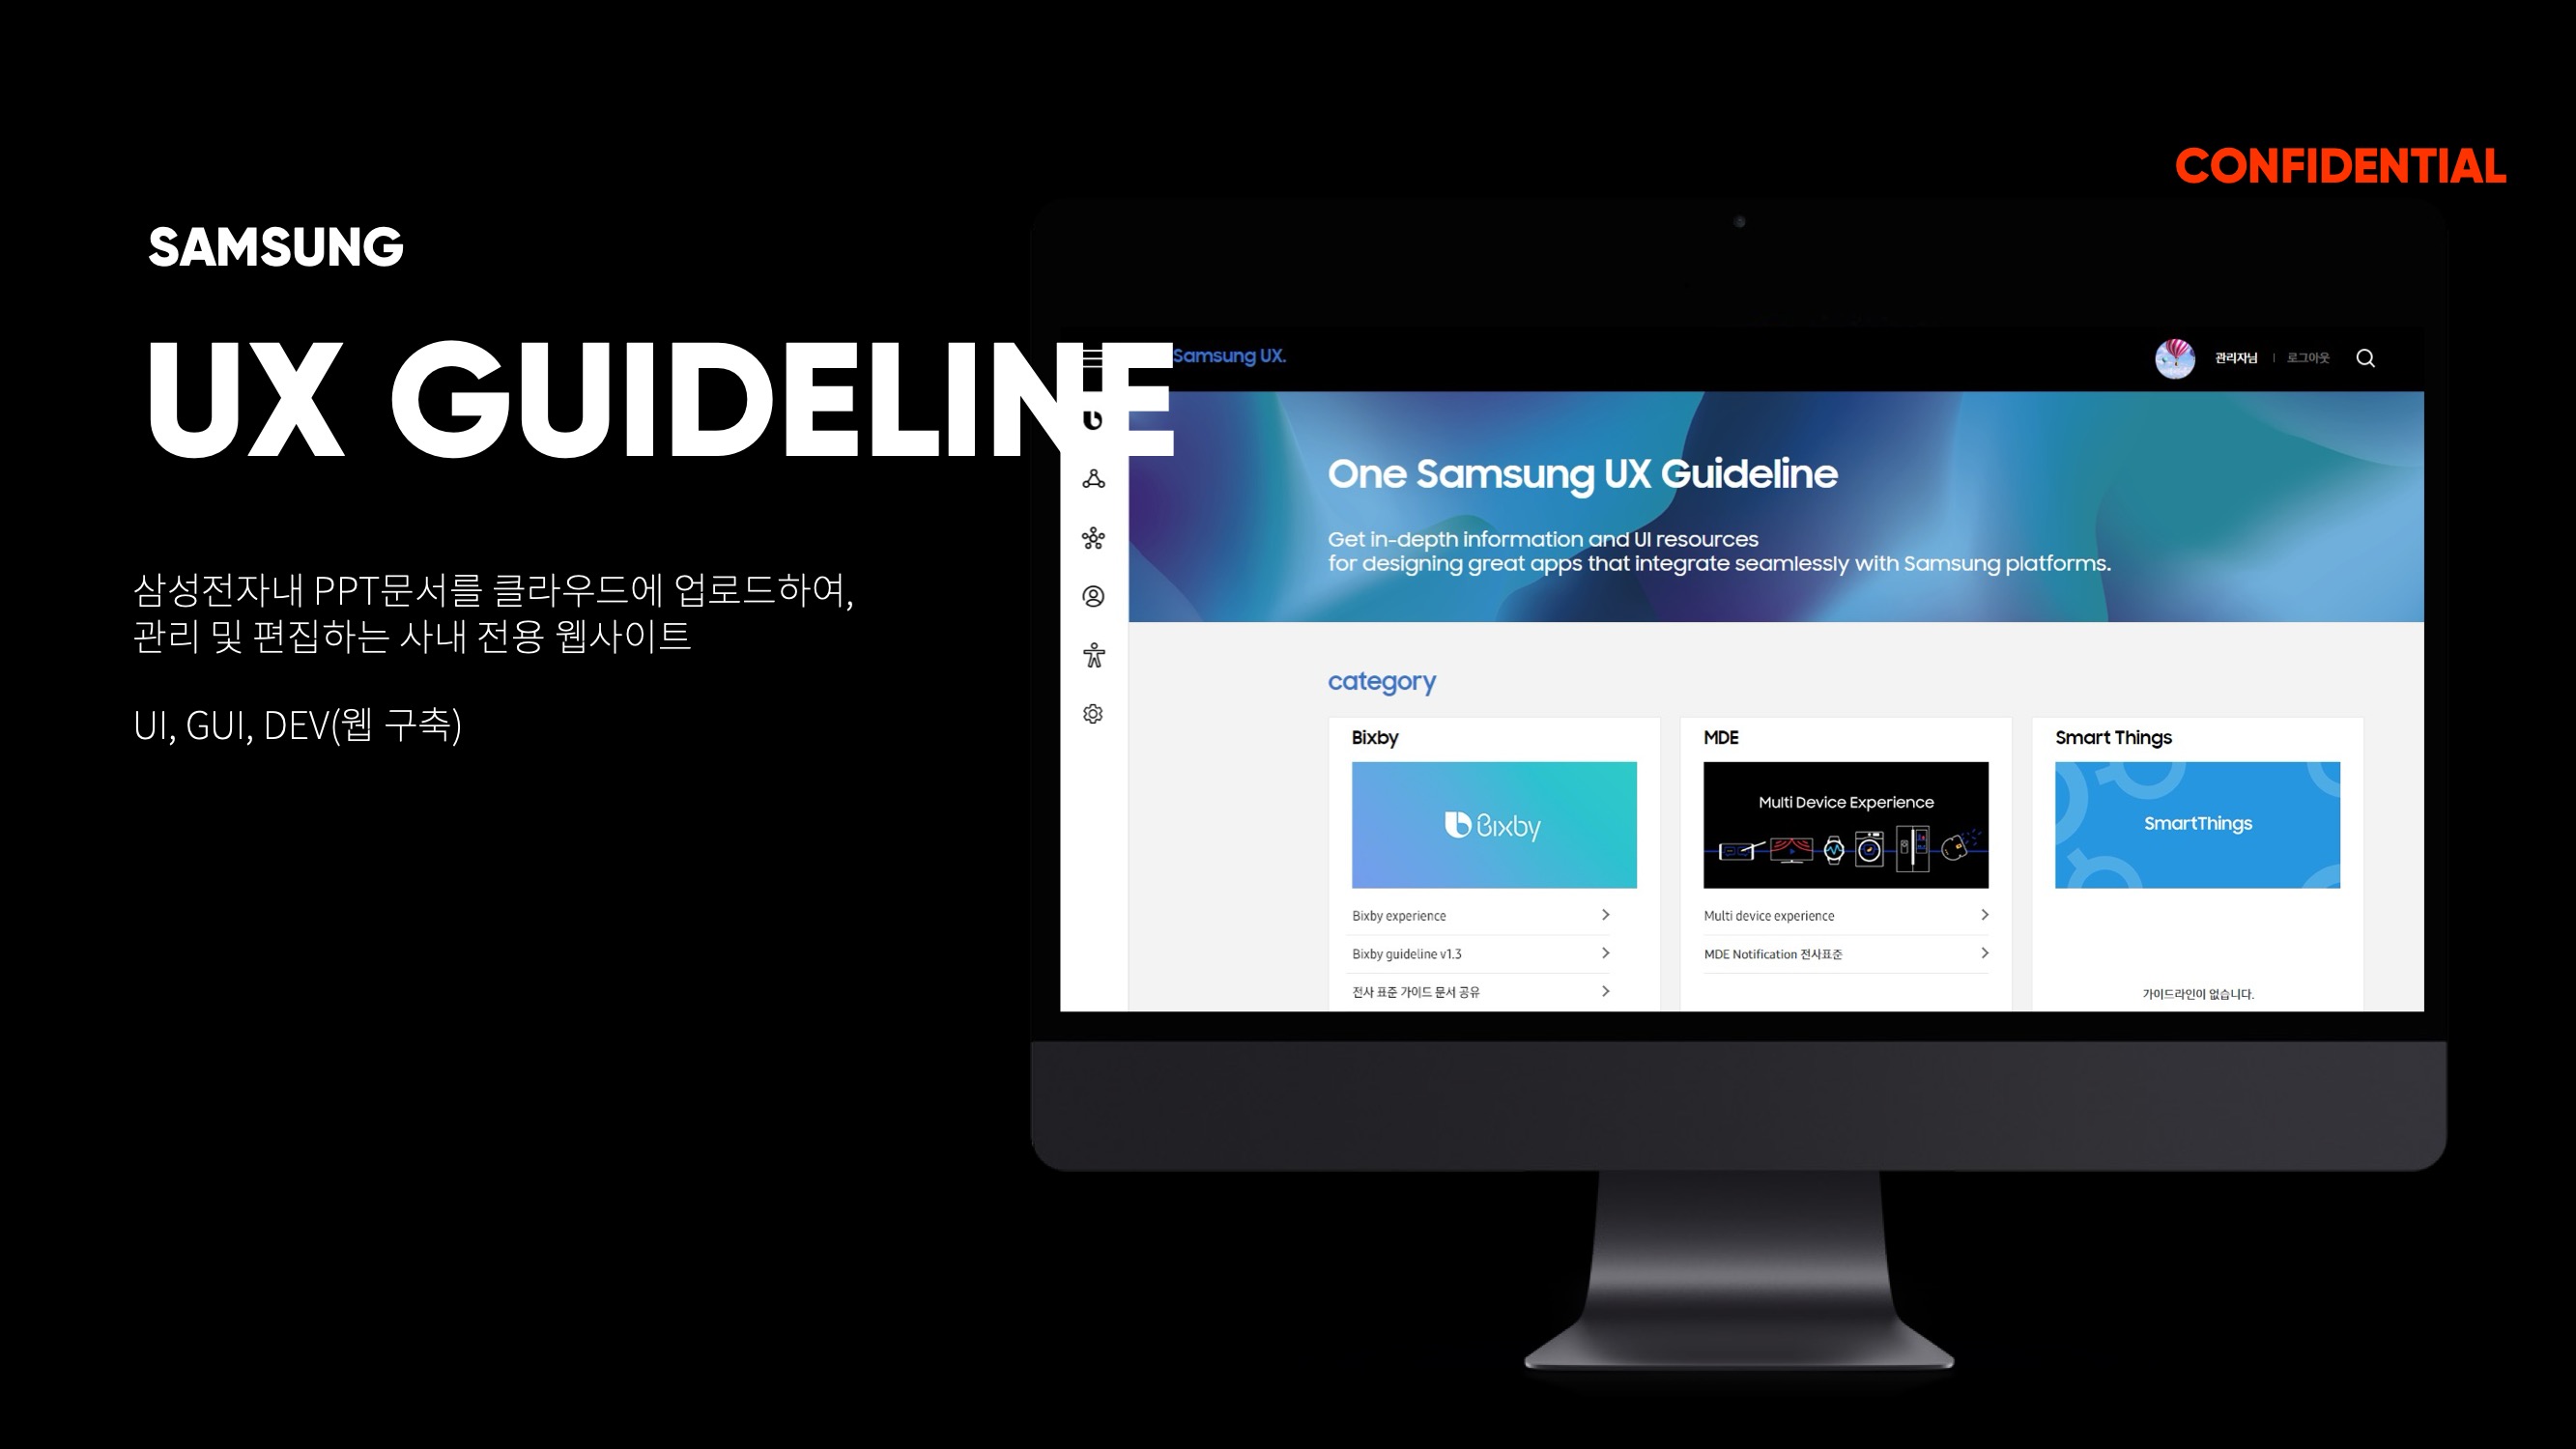 CONFIDENTIAL
SAMSUNG
UX GUIDELINE
삼성전자내 PPT문서를 클라우드에 업로드하여,
관리 및 편집하는 사내 전용 웹사이트
UI, GUI, DEV(웹 구축)
Samsung UX.
관리자님 | 로그아웃
One Samsung UX Guideline
Get in-depth information and UI resources
for designing great apps that integrate seamlessly with Samsung platforms.
category
Bixby
Bixby
Bixby experience
Bixby guideline v1.3
전사 표준 가이드 문서 공유
MDE
Multi Device Experience
Multi device experience
MDE Notification 전사표준
Smart Things
SmartThings
가이드라인이 없습니다.